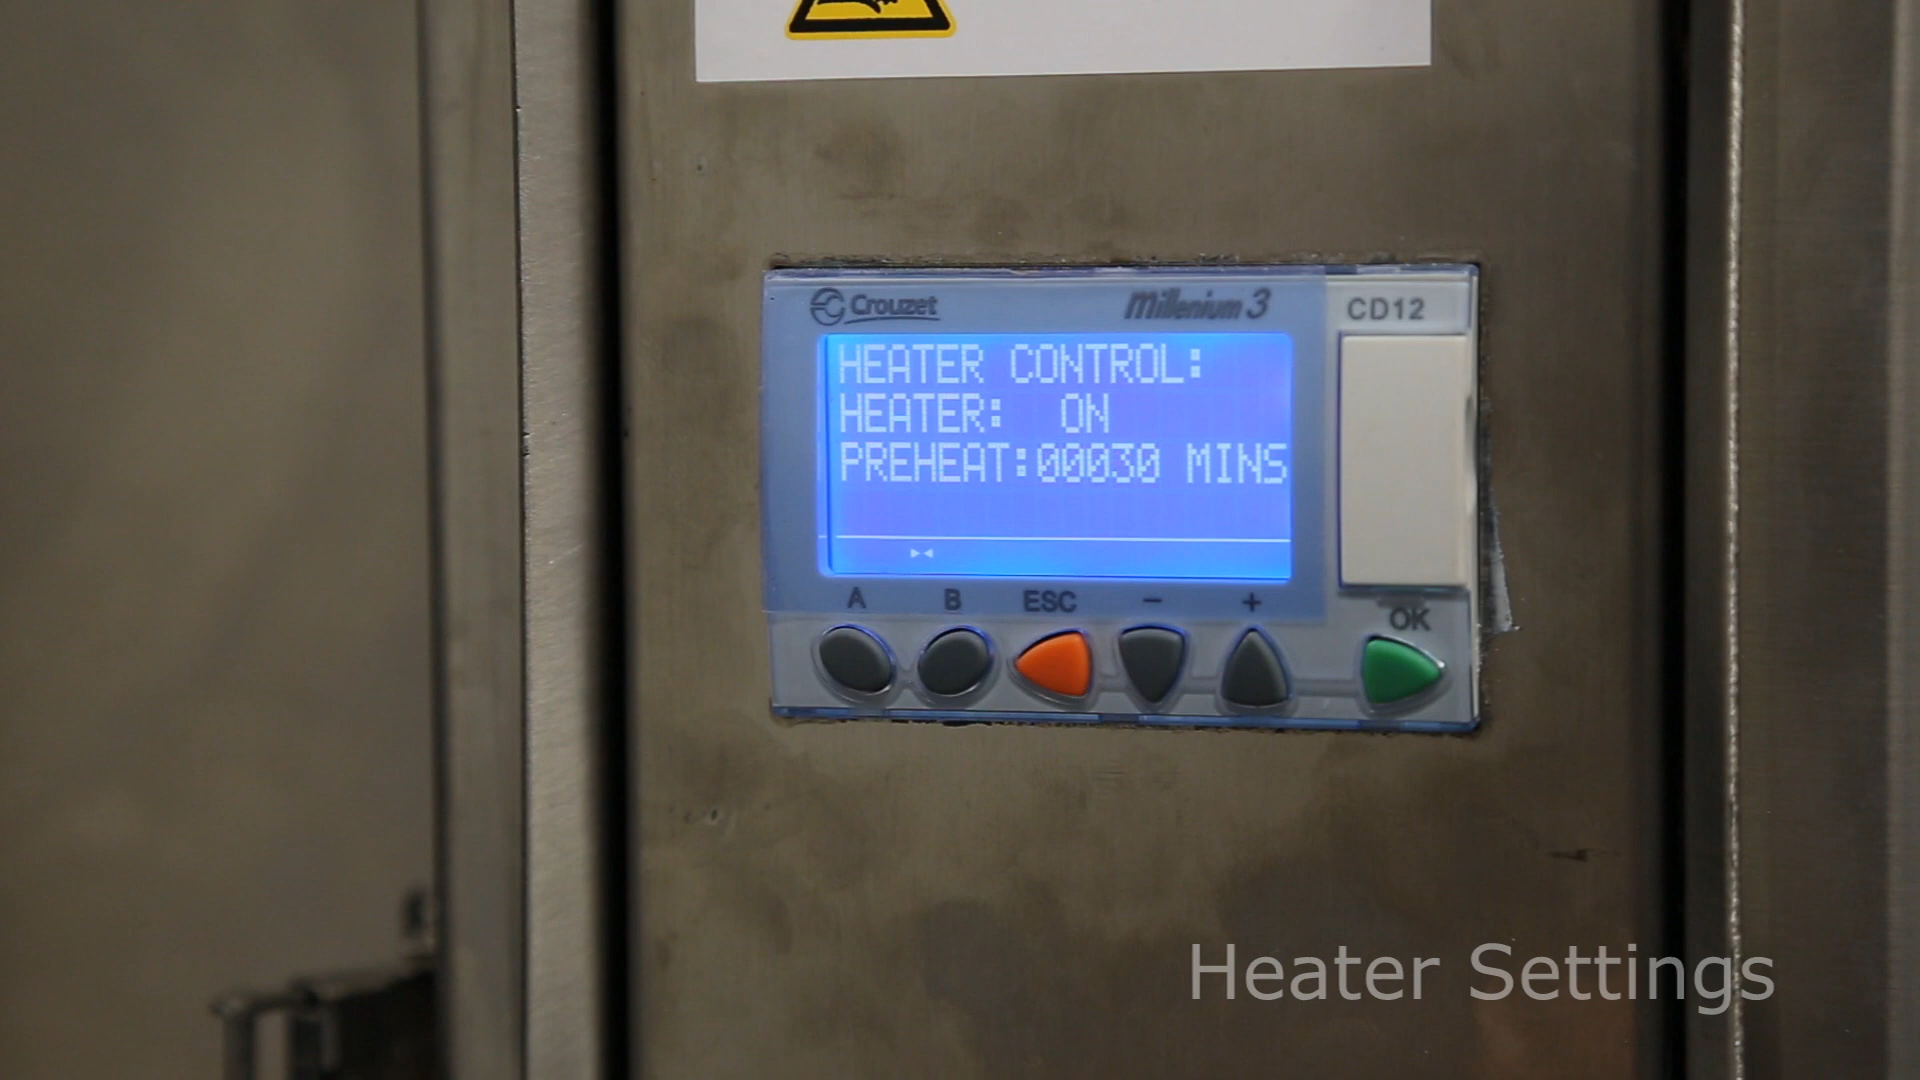 Crouzet Millenium 3 CD12
HEATER CONTROL:
HEATER: ON
PREHEAT:00030 MINS
A B ESC - + OK
Heater Settings